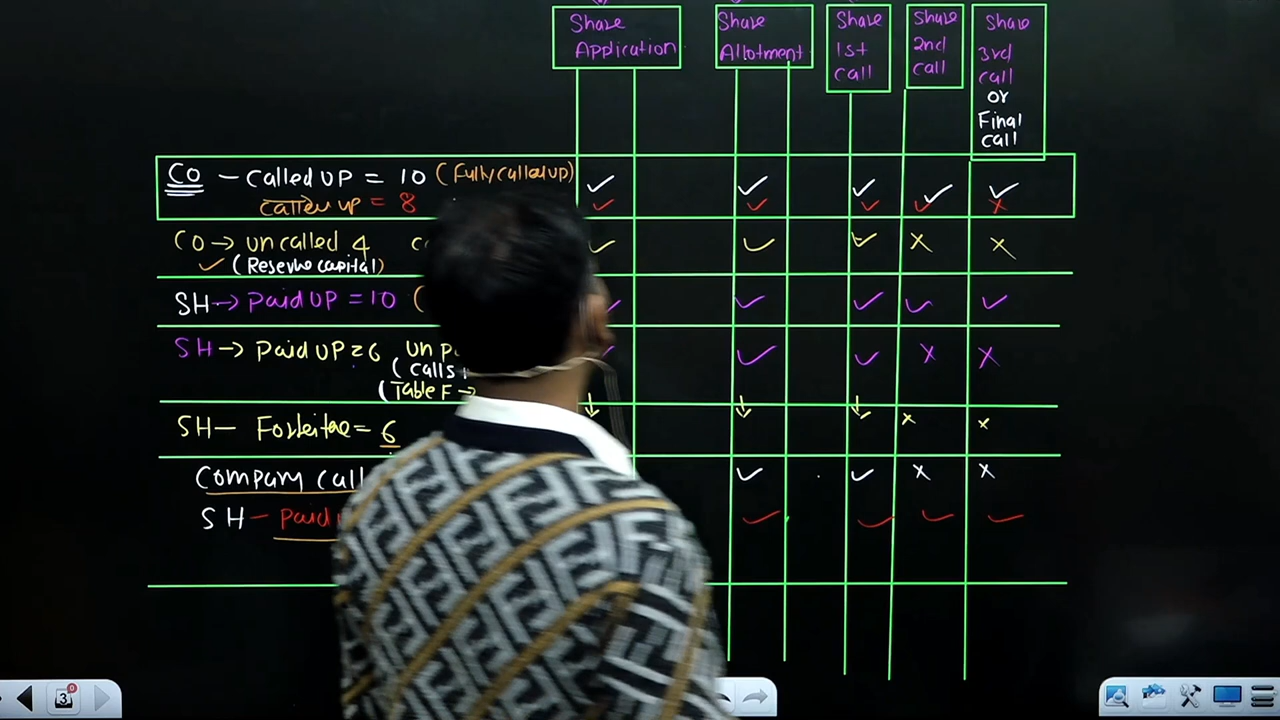 Share
Application
Share
Allotment
Share
1st
Call
Share
2nd
Call
Share
3rd
Call
or
Final
Call
CO - Called UP = 10 (Fully called up)
Called up = 8
CO → uncalled 4
(Reserve capital)
SH → Paid UP = 10 (
SH → Paid UP = 6
(Calls
(Table F →
SH - Forfeitae = 6
Company Call
SH - Paid
3